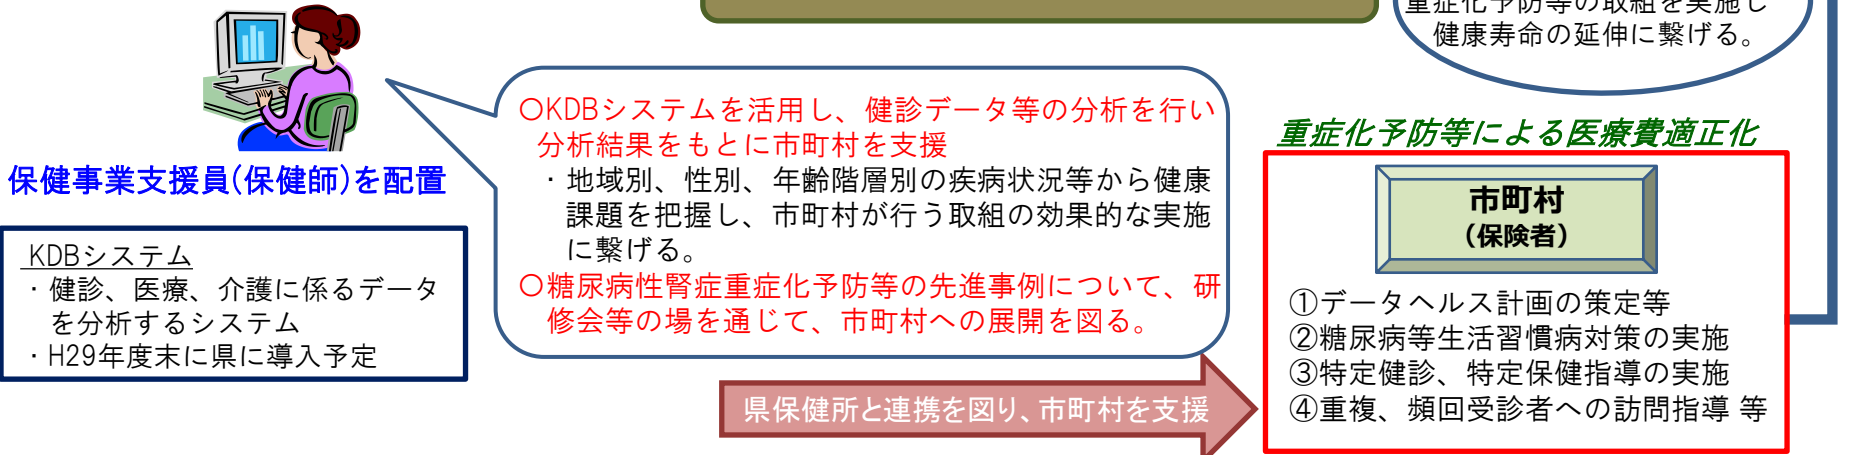 重症化予防等の取組を実施し
健康寿命の延伸に繋げる。
保健事業支援員(保健師)を配置
KDBシステム
・健診、医療、介護に係るデータ
を分析するシステム
・H29年度末に県に導入予定
〇KDBシステムを活用し、健診データ等の分析を行い
分析結果をもとに市町村を支援
・地域別、性別、年齢階層別の疾病状況等から健康
課題を把握し、市町村が行う取組の効果的な実施
に繋げる。
〇糖尿病性腎症重症化予防等の先進事例について、研
修会等の場を通じて、市町村への展開を図る。
県保健所と連携を図り、市町村を支援
重症化予防等による医療費適正化
市町村
（保険者）
①データヘルス計画の策定等
②糖尿病等生活習慣病対策の実施
③特定健診、特定保健指導の実施
④重複、頻回受診者への訪問指導 等